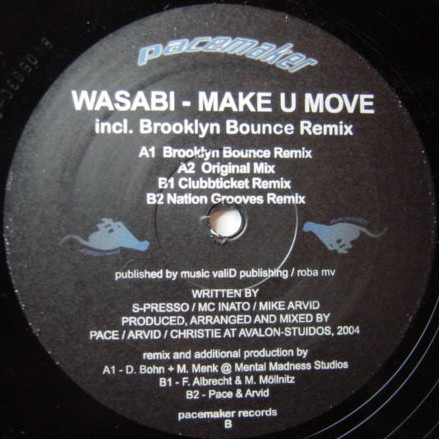 pacemaker
WASABI - MAKE U MOVE
incl. Brooklyn Bounce Remix
A1 Brooklyn Bounce Remix
A2 Original Mix
B1 Clubbticket Remix
B2 Nation Grooves Remix
published by music valiD publishing / roba mv
WRITTEN BY
S-PRESSO / MC INATO / MIKE ARVID
PRODUCED, ARRANGED AND MIXED BY
PACE / ARVID / CHRISTIE AT AVALON-STUIDOS, 2004
remix and additional production by
A1 - D. Bohn + M. Menk @ Mental Madness Studios
B1 - F. Albrecht & M. Möllnitz
B2 - Pace & Arvid
pacemaker records
B